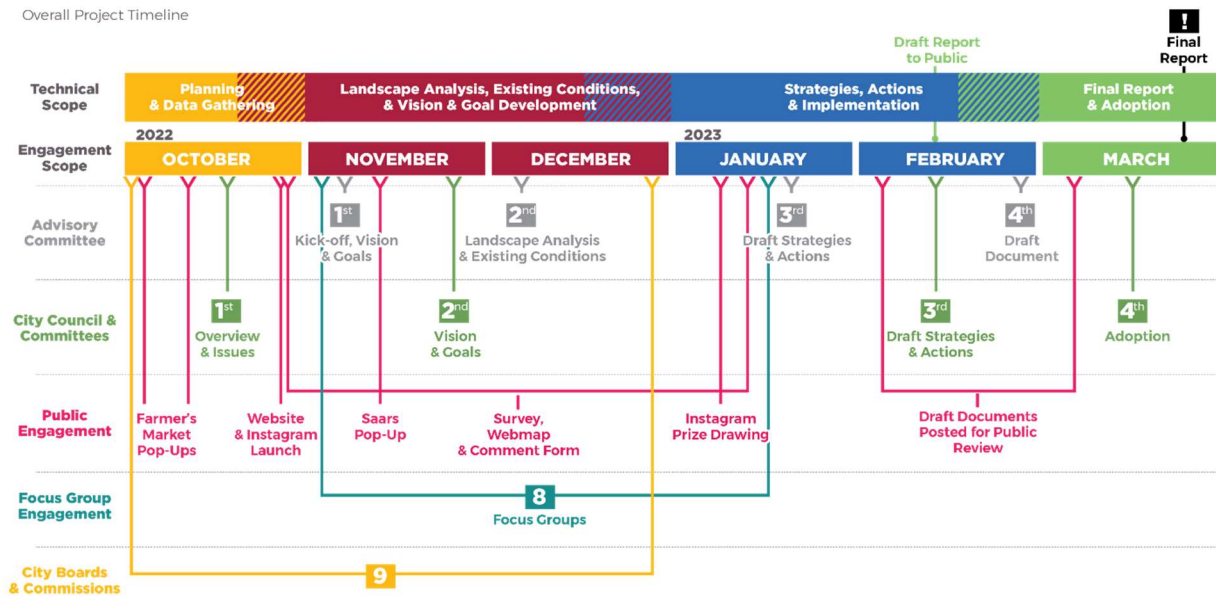 Overall Project Timeline
!
Final
Report
Draft Report
to Public
Technical
Scope
Planning
& Data Gathering
Landscape Analysis, Existing Conditions,
& Vision & Goal Development
Strategies, Actions
& Implementation
Final Report
& Adoption
2022
2023
Engagement
Scope
OCTOBER
NOVEMBER
DECEMBER
JANUARY
FEBRUARY
MARCH
Advisory
Committee
1st
Kick-off, Vision
& Goals
2nd
Landscape Analysis
& Existing Conditions
3rd
Draft Strategies
& Actions
4th
Draft
Document
City Council &
Committees
1st
Overview
& Issues
2nd
Vision
& Goals
3rd
Draft Strategies
& Actions
4th
Adoption
Public
Engagement
Farmer's
Market
Pop-Ups
Website
& Instagram
Launch
Saars
Pop-Up
Survey,
Webmap
& Comment Form
Instagram
Prize Drawing
Draft Documents
Posted for Public
Review
Focus Group
Engagement
8
Focus Groups
City Boards
& Commissions
9